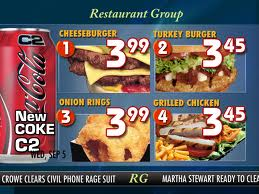 Restaurant Group
C2
Coca-Cola
New
COKE
C2
CHEESEBURGER
1 3.99
TURKEY BURGER
2 3.45
ONION RINGS
3 3.99
GRILLED CHICKEN
4 3.45
WED, SEP 5
CROWE CLEARS CIVIL PHONE RAGE SUIT
RG
MARTHA STEWART READY TO CLEA